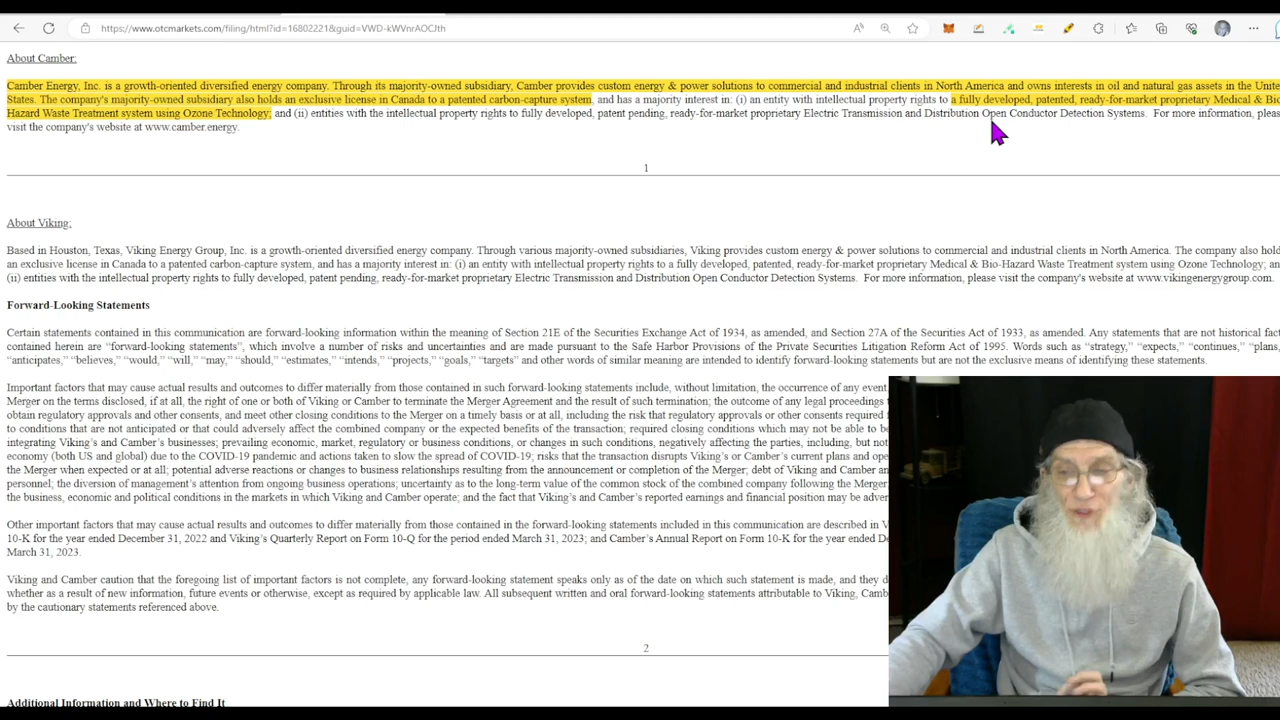 https://www.otcmarkets.com/filing/html?id=16802221&guid=VWD-kWVnrAOCJth
About Camber:
Camber Energy, Inc. is a growth-oriented diversified energy company. Through its majority-owned subsidiary, Camber provides custom energy & power solutions to commercial and industrial clients in North America and owns interests in oil and natural gas assets in the Unite
States. The company's majority-owned subsidiary also holds an exclusive license in Canada to a patented carbon-capture system, and has a majority interest in: (i) an entity with intellectual property rights to a fully developed, patented, ready-for-market proprietary Medical & Bio
Hazard Waste Treatment system using Ozone Technology; and (ii) entities with the intellectual property rights to fully developed, patent pending, ready-for-market proprietary Electric Transmission and Distribution Open Conductor Detection Systems. For more information, pleas
visit the company's website at www.camber.energy.
1
About Viking:
Based in Houston, Texas, Viking Energy Group, Inc. is a growth-oriented diversified energy company. Through various majority-owned subsidiaries, Viking provides custom energy & power solutions to commercial and industrial clients in North America. The company also hold
an exclusive license in Canada to a patented carbon-capture system, and has a majority interest in: (i) an entity with intellectual property rights to a fully developed, patented, ready-for-market proprietary Medical & Bio-Hazard Waste Treatment system using Ozone Technology; an
(ii) entities with the intellectual property rights to fully developed, patent pending, ready-for-market proprietary Electric Transmission and Distribution Open Conductor Detection Systems. For more information, please visit the company's website at www.vikingenergygroup.com.
Forward-Looking Statements
Certain statements contained in this communication are forward-looking information within the meaning of Section 21E of the Securities Exchange Act of 1934, as amended, and Section 27A of the Securities Act of 1933, as amended. Any statements that are not historical fact
contained herein are “forward-looking statements”, which involve a number of risks and uncertainties and are made pursuant to the Safe Harbor Provisions of the Private Securities Litigation Reform Act of 1995. Words such as “strategy,” “expects,” “continues,” “plans,
“anticipates,” “believes,” “would,” “will,” “may,” “should,” “estimates,” “intends,” “projects,” “goals,” “targets” and other words of similar meaning are intended to identify forward-looking statements but are not the exclusive means of identifying these statements.
Important factors that may cause actual results and outcomes to differ materially from those contained in such forward-looking statements include, without limitation, the occurrence of any event
Merger on the terms disclosed, if at all, the right of one or both of Viking or Camber to terminate the Merger Agreement and the result of such termination; the outcome of any legal proceedings
obtain regulatory approvals and other consents, and meet other closing conditions to the Merger on a timely basis or at all, including the risk that regulatory approvals or other consents required
to conditions that are not anticipated or that could adversely affect the combined company or the expected benefits of the transaction; required closing conditions which may not be able to be
integrating Viking's and Camber's businesses; prevailing economic, market, regulatory or business conditions, or changes in such conditions, negatively affecting the parties, including, but not
economy (both US and global) due to the COVID-19 pandemic and actions taken to slow the spread of COVID-19; risks that the transaction disrupts Viking's or Camber's current plans and ope
the Merger when expected or at all; potential adverse reactions or changes to business relationships resulting from the announcement or completion of the Merger; debt of Viking and Camber an
personnel; the diversion of management's attention from ongoing business operations; uncertainty as to the long-term value of the common stock of the combined company following the Merger
the business, economic and political conditions in the markets in which Viking and Camber operate; and the fact that Viking's and Camber's reported earnings and financial position may be adver
Other important factors that may cause actual results and outcomes to differ materially from those contained in the forward-looking statements included in this communication are described in V
10-K for the year ended December 31, 2022 and Viking's Quarterly Report on Form 10-Q for the period ended March 31, 2023; and Camber's Annual Report on Form 10-K for the year ended De
March 31, 2023.
Viking and Camber caution that the foregoing list of important factors is not complete, any forward-looking statement speaks only as of the date on which such statement is made, and they d
whether as a result of new information, future events or otherwise, except as required by applicable law. All subsequent written and oral forward-looking statements attributable to Viking, Camb
by the cautionary statements referenced above.
2
Additional Information and Where to Find It